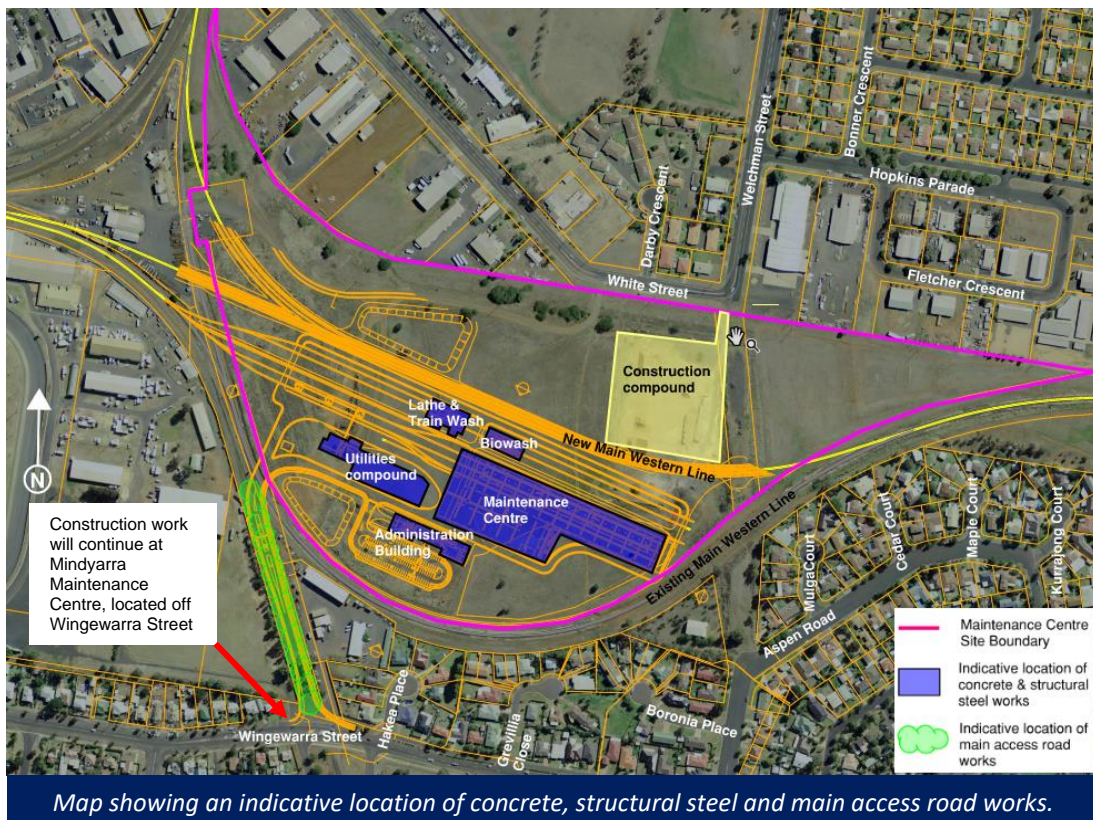 Bonner Crescent
Welchman Street
Hopkins Parade
Darby Crescent
Fletcher Crescent
White Street
Construction
compound
Lathe &
Train Wash
Biowash
New Main Western Line
Utilities
compound
Maintenance
Centre
Administration
Building
Existing Main Western Line
N
Construction work
will continue at
Mindyarra
Maintenance
Centre, located off
Wingewarra Street
MulgaCourt
Cedar Court
Maple Court
Kurrajong Court
Aspen Road
Hakea Place
Grevillia
Close
Boronia Place
Wingewarra Street
Maintenance Centre
Site Boundary
Indicative location of
concrete & structural
steel works
Indicative location of
main access road
works
Map showing an indicative location of concrete, structural steel and main access road works.